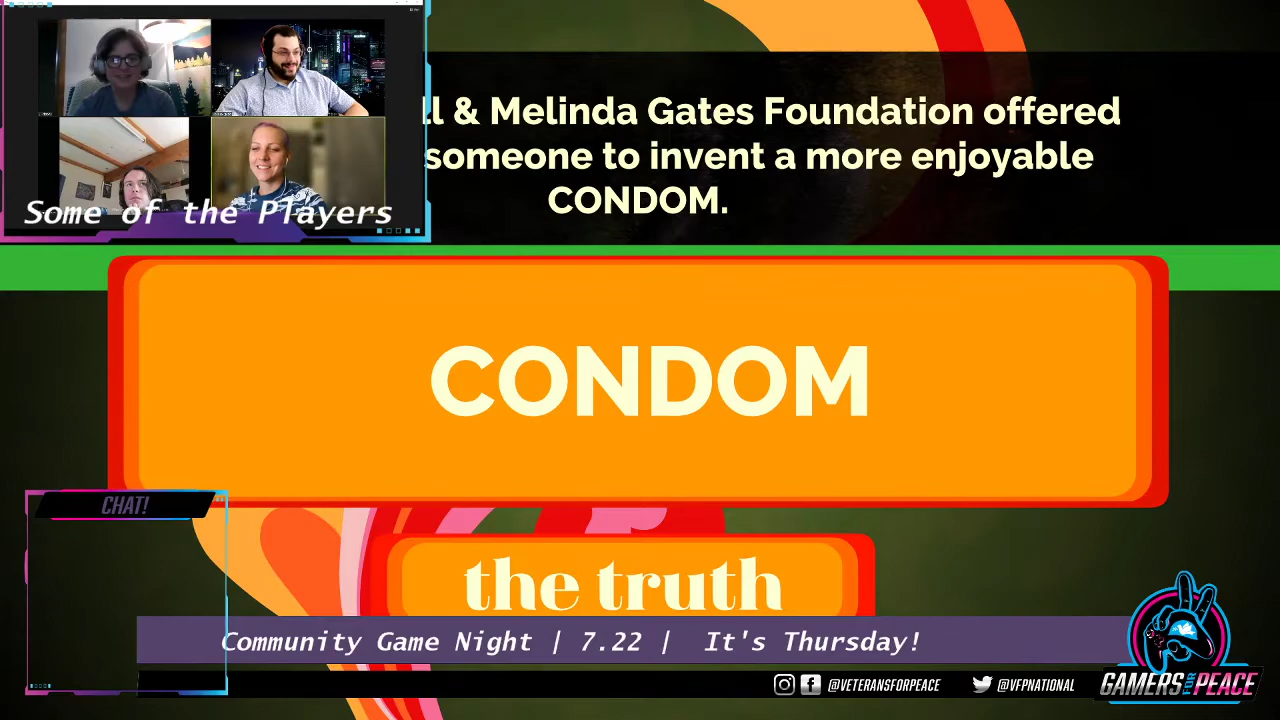 ll & Melinda Gates Foundation offered
someone to invent a more enjoyable
CONDOM.
Some of the Players
CONDOM
CHAT!
the truth
Community Game Night | 7.22 | It's Thursday!
@VETERANSFORPEACE
@VFPNATIONAL
GAMERS FOR PEACE